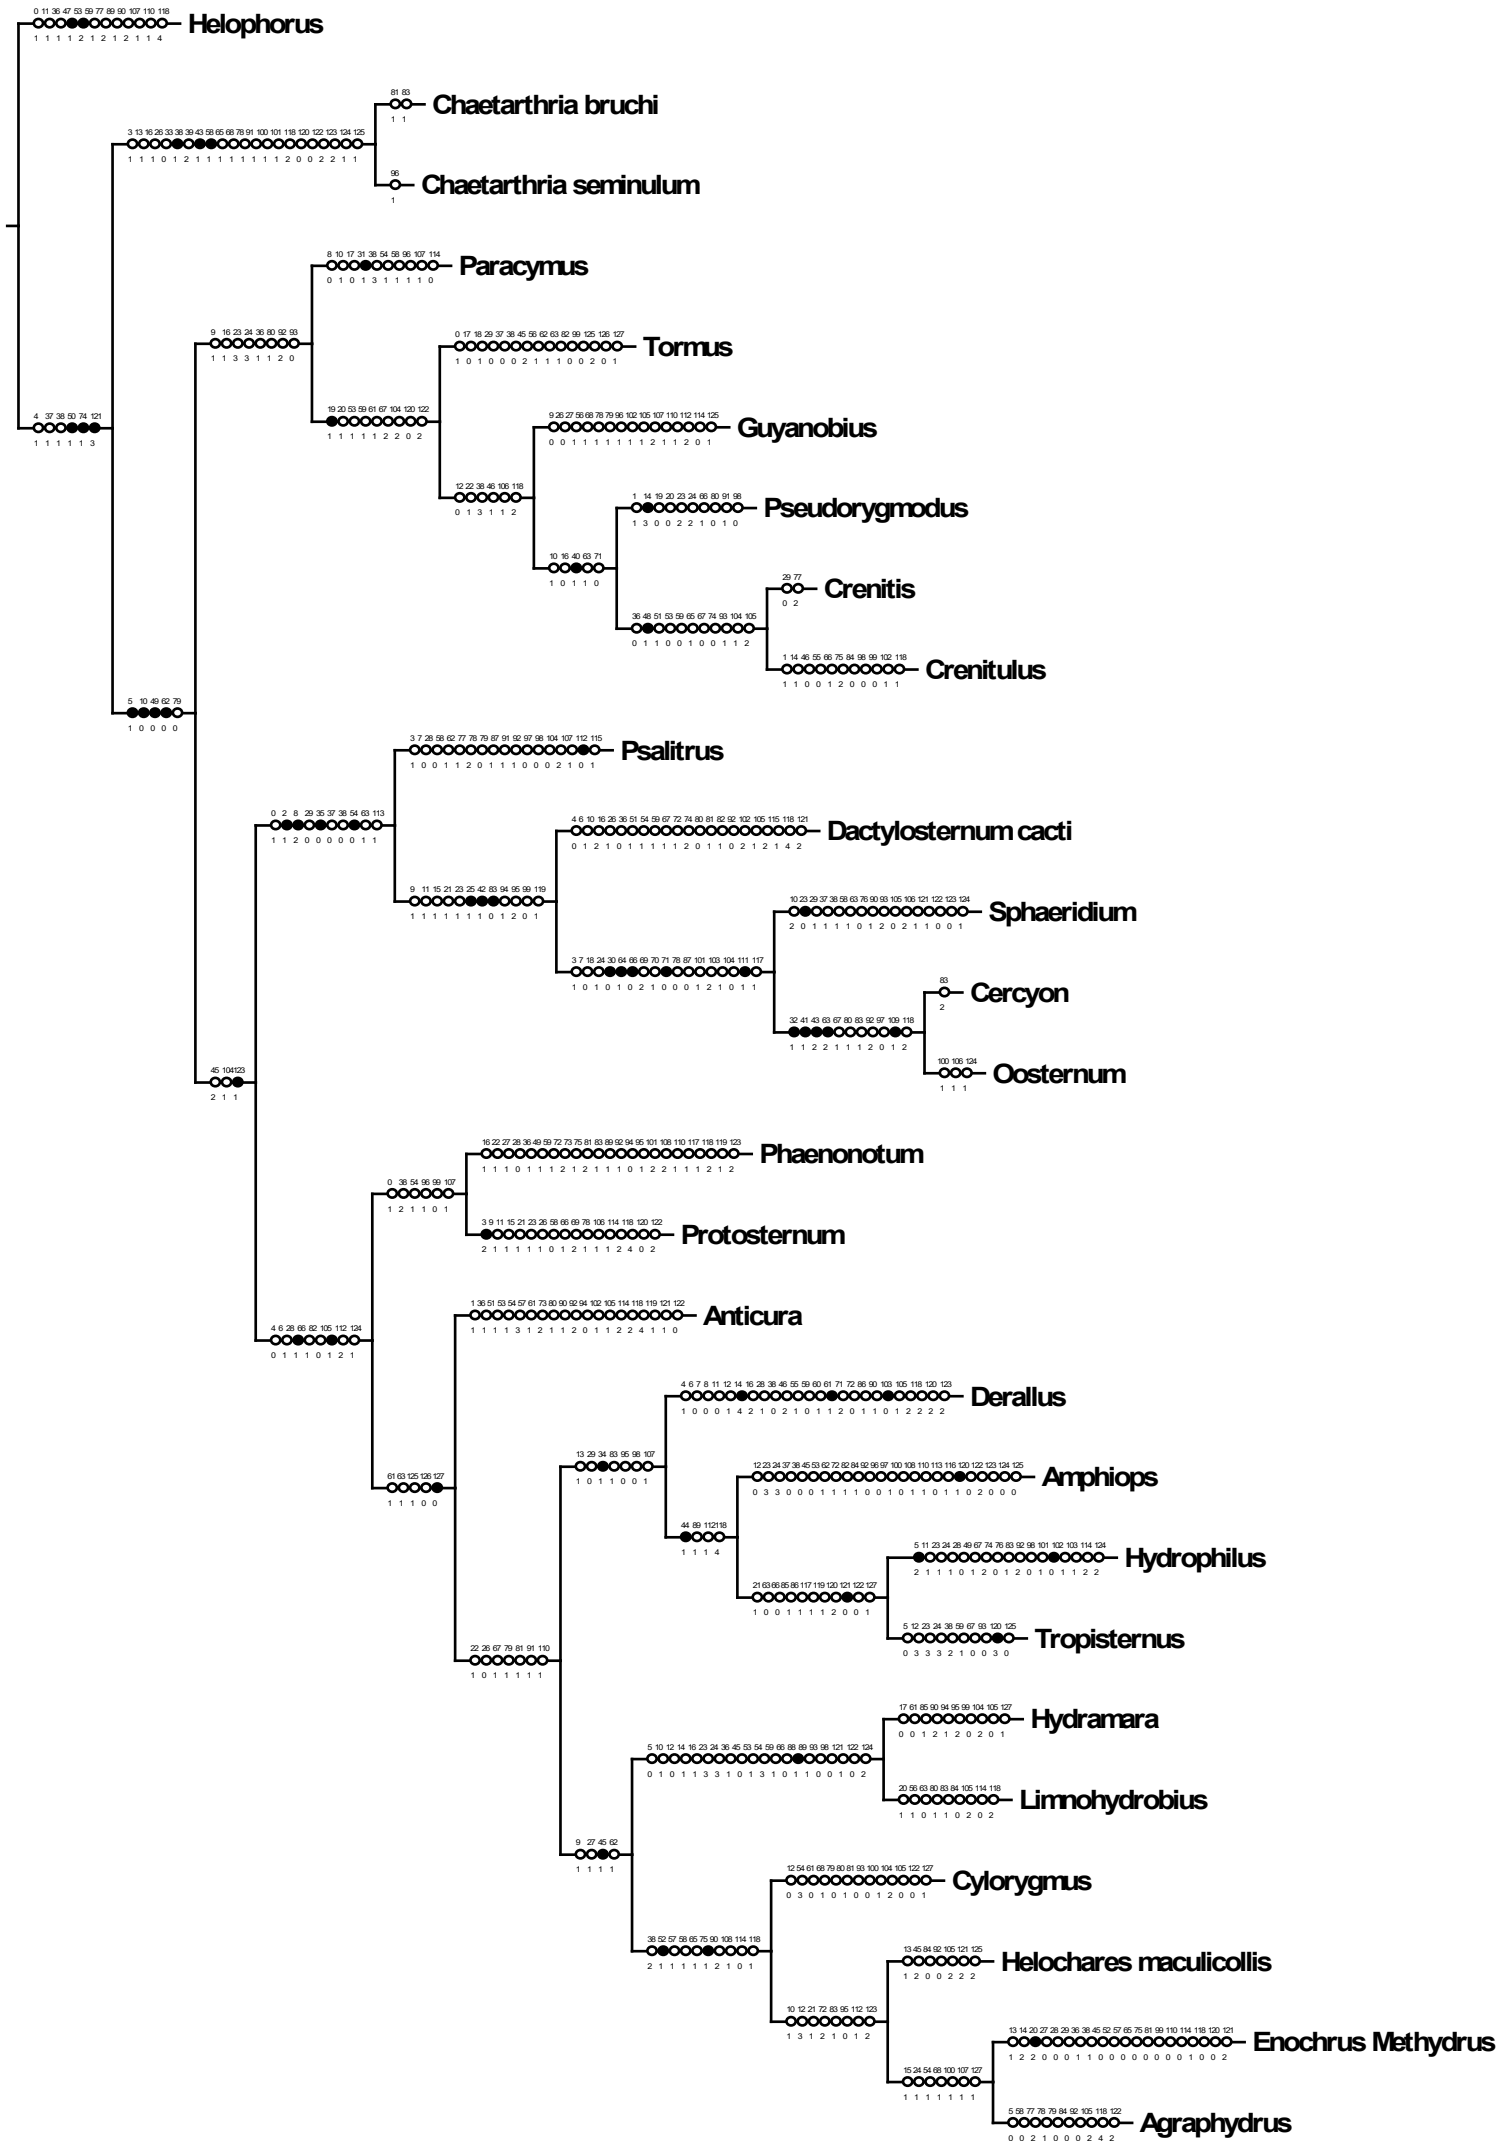 0 11 36 47 53 59 77 89 90 107 110 118
Helophorus
1 1 1 1 2 1 2 1 2 1 1 4
81 83
Chaetarthria bruchi
1 1
3 13 16 26 33 38 39 43 58 65 68 78 91 100 101 118 120 122 123 124 125
1 1 1 0 1 2 1 1 1 1 1 1 1 1 2 0 0 2 2 1 1
96
Chaetarthria seminulum
1
8 10 17 31 38 54 58 96 107 114
Paracymus
0 1 0 1 3 1 1 1 1 0
9 16 23 24 36 80 92 93
1 1 3 3 1 1 2 0
0 17 18 29 37 38 45 56 62 63 82 99 125 126 127
Tormus
1 0 1 0 0 0 2 1 1 1 0 0 2 0 1
19 20 53 59 61 67 104 120 122
1 1 1 1 1 2 2 0 2
4 37 38 50 74 121
1 1 1 1 1 3
9 26 27 56 68 78 79 96 102 105 107 110 112 114 125
Guyanobius
0 0 1 1 1 1 1 1 1 2 1 1 2 0 1
12 22 38 46 106 118
0 1 3 1 1 2
1 14 19 20 23 24 66 80 91 98
Pseudorygmodus
1 3 0 0 2 2 1 0 1 0
10 16 40 63 71
1 0 1 1 0
29 77
Crenitis
0 2
36 48 51 53 59 65 67 74 93 104 105
0 1 1 0 0 1 0 0 1 1 2
1 14 46 55 66 75 84 98 99 102 118
Crenitulus
1 1 0 0 1 2 0 0 0 1 1
5 10 49 62 79
1 0 0 0 0
3 7 28 58 62 77 78 79 87 91 92 97 98 104 107 112 115
Psalitrus
1 0 0 1 1 2 0 1 1 1 0 0 0 2 1 0 1
0 2 8 29 35 37 38 54 63 113
1 1 2 0 0 0 0 0 1 1
4 6 10 16 26 36 51 54 59 67 72 74 80 81 82 92 102 105 115 118 121
Dactylosternum cacti
0 1 2 1 0 1 1 1 1 1 2 0 1 1 0 2 1 2 1 4 2
9 11 15 21 23 25 42 83 94 95 99 119
1 1 1 1 1 1 1 0 1 2 0 1
10 23 29 37 38 58 63 76 90 93 105 106 121 122 123 124
Sphaeridium
2 0 1 1 1 1 0 1 2 0 2 1 1 0 0 1
3 7 18 24 30 64 66 69 70 71 78 87 101 103 104 111 117
1 0 1 0 1 0 2 1 0 0 0 1 2 1 0 1 1
83
Cercyon
2
32 41 43 63 67 80 83 92 97 109 118
1 1 2 2 1 1 1 2 0 1 2
100 106 124
Oosternum
1 1 1
45 104 123
2 1 1
16 22 27 28 36 49 59 72 73 75 81 83 89 92 94 95 101 108 110 117 118 119 123
Phaenonotum
1 1 1 0 1 1 1 2 1 2 1 1 1 0 1 2 2 1 1 1 2 1 2
0 38 54 96 99 107
1 2 1 1 0 1
3 9 11 15 21 23 26 58 66 69 78 106 114 118 120 122
Protosternum
2 1 1 1 1 1 0 1 2 1 1 1 2 4 0 2
1 36 51 53 54 57 61 73 80 90 92 94 102 105 114 118 119 121 122
Anticura
1 1 1 1 3 1 2 1 1 2 0 1 1 2 2 4 1 1 0
4 6 28 66 82 105 112 124
0 1 1 1 0 1 2 1
4 6 7 8 11 12 14 16 28 38 46 55 59 60 61 71 72 86 90 103 105 118 120 123
Derallus
1 0 0 0 1 4 2 1 0 2 1 0 1 1 2 0 1 1 0 1 2 2 2 2
13 29 34 83 95 98 107
1 0 1 1 0 0 1
12 23 24 37 38 45 53 62 72 82 84 92 96 97 100 108 110 113 116 120 122 123 124 125
Amphiops
0 3 3 0 0 0 1 1 1 1 0 0 1 0 1 1 0 1 1 0 2 0 0 0
61 63 125 126 127
1 1 1 0 0
44 89 112 118
1 1 1 4
5 11 23 24 28 49 67 74 76 83 92 98 101 102 103 114 124
Hydrophilus
2 1 1 1 0 1 2 0 1 2 0 1 0 1 1 2 2
21 63 66 85 86 117 119 120 121 122 127
1 0 0 1 1 1 1 2 0 0 1
5 12 23 24 38 59 67 93 120 125
Tropisternus
0 3 3 3 2 1 0 0 3 0
22 26 67 79 81 91 110
1 0 1 1 1 1 1
17 61 85 90 94 95 99 104 105 127
Hydramara
0 0 1 2 1 2 0 2 0 1
5 10 12 14 16 23 24 36 45 53 54 59 66 88 89 93 98 121 122 124
0 1 0 1 1 3 3 1 0 1 3 1 0 1 1 0 0 1 0 2
20 56 63 80 83 84 105 114 118
Limnohydrobius
1 1 0 1 1 0 2 0 2
9 27 45 62
1 1 1 1
12 54 61 68 79 80 81 93 100 104 105 122 127
Cylorygmus
0 3 0 1 0 1 0 0 1 2 0 0 1
38 52 57 58 65 75 90 108 114 118
2 1 1 1 1 1 2 1 0 1
13 45 84 92 105 121 125
Helochares maculicollis
1 2 0 0 2 2 2
10 12 21 72 83 95 112 123
1 3 1 2 1 0 1 2
13 14 20 27 28 29 36 38 45 52 57 65 75 81 99 110 114 118 120 121
Enochrus Methydrus
1 2 2 0 0 0 1 1 0 0 0 0 0 0 0 0 1 0 0 2
15 24 54 68 100 107 127
1 1 1 1 1 1 1
5 58 77 78 79 84 92 105 118 122
Agraphydrus
0 0 2 1 0 0 0 2 4 2